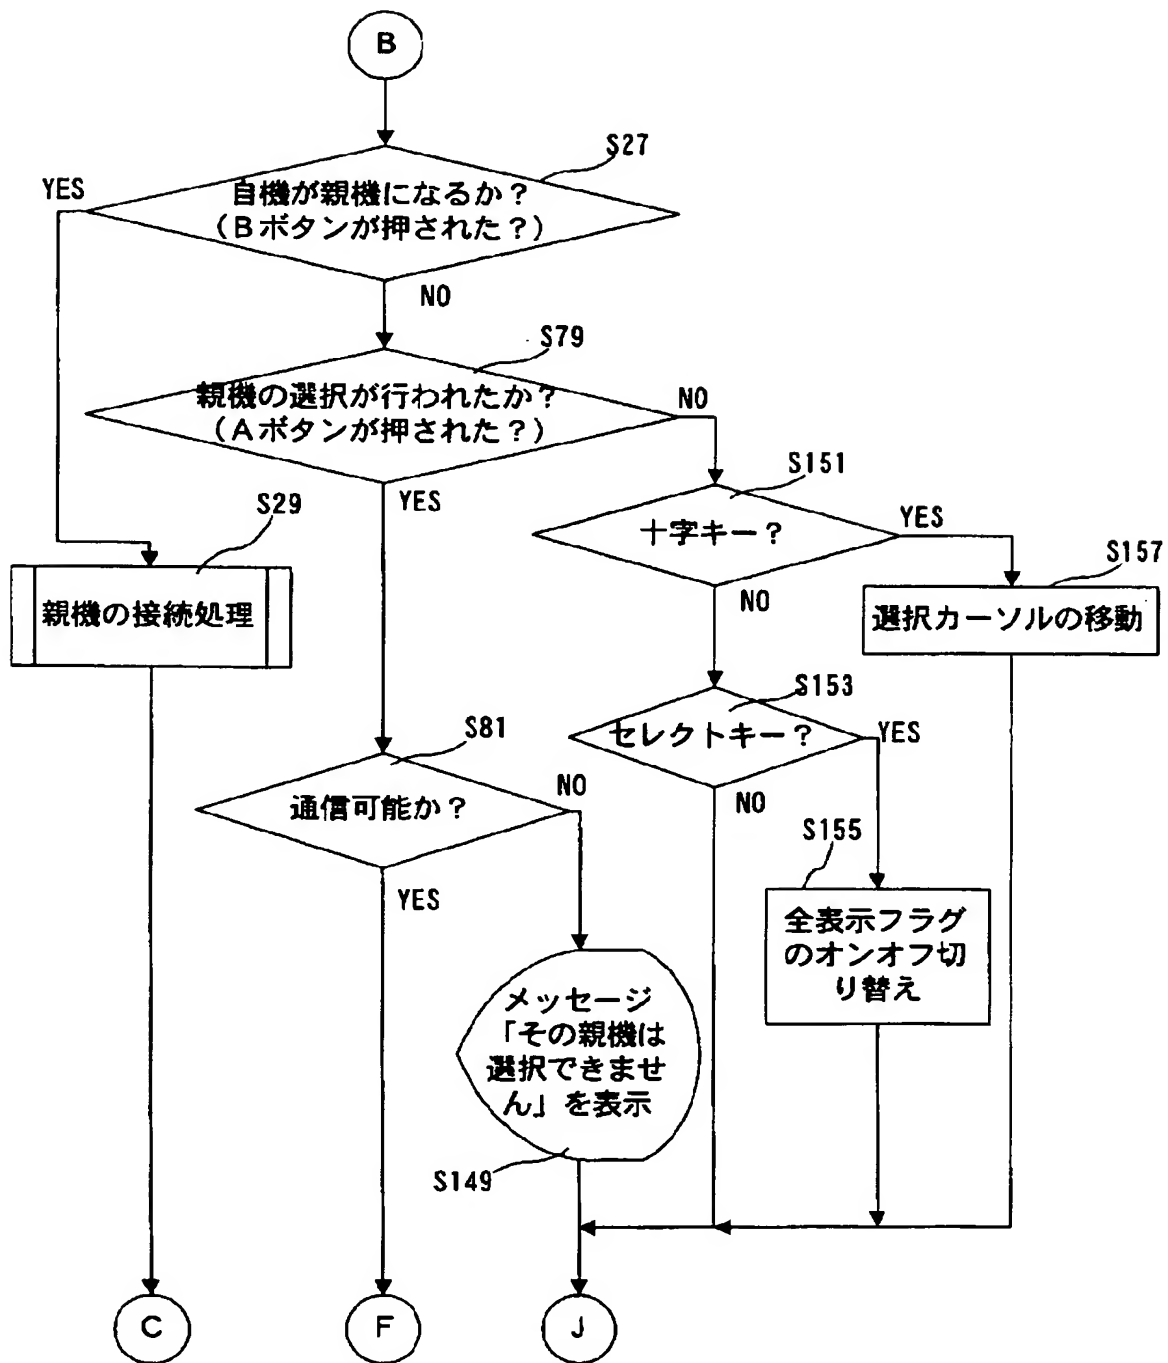 B
S27
YES
自機が親機になるか？
（Bボタンが押された？）
NO
S79
親機の選択が行われたか？
（Aボタンが押された？）
NO
YES
S151
十字キー？
YES
S29
親機の接続処理
S157
選択カーソルの移動
NO
S153
セレクトキー？
YES
S81
通信可能か？
NO
NO
S155
YES
全表示フラグ
のオンオフ切
り替え
メッセージ
「その親機は
選択できませ
ん」を表示
S149
C
F
J